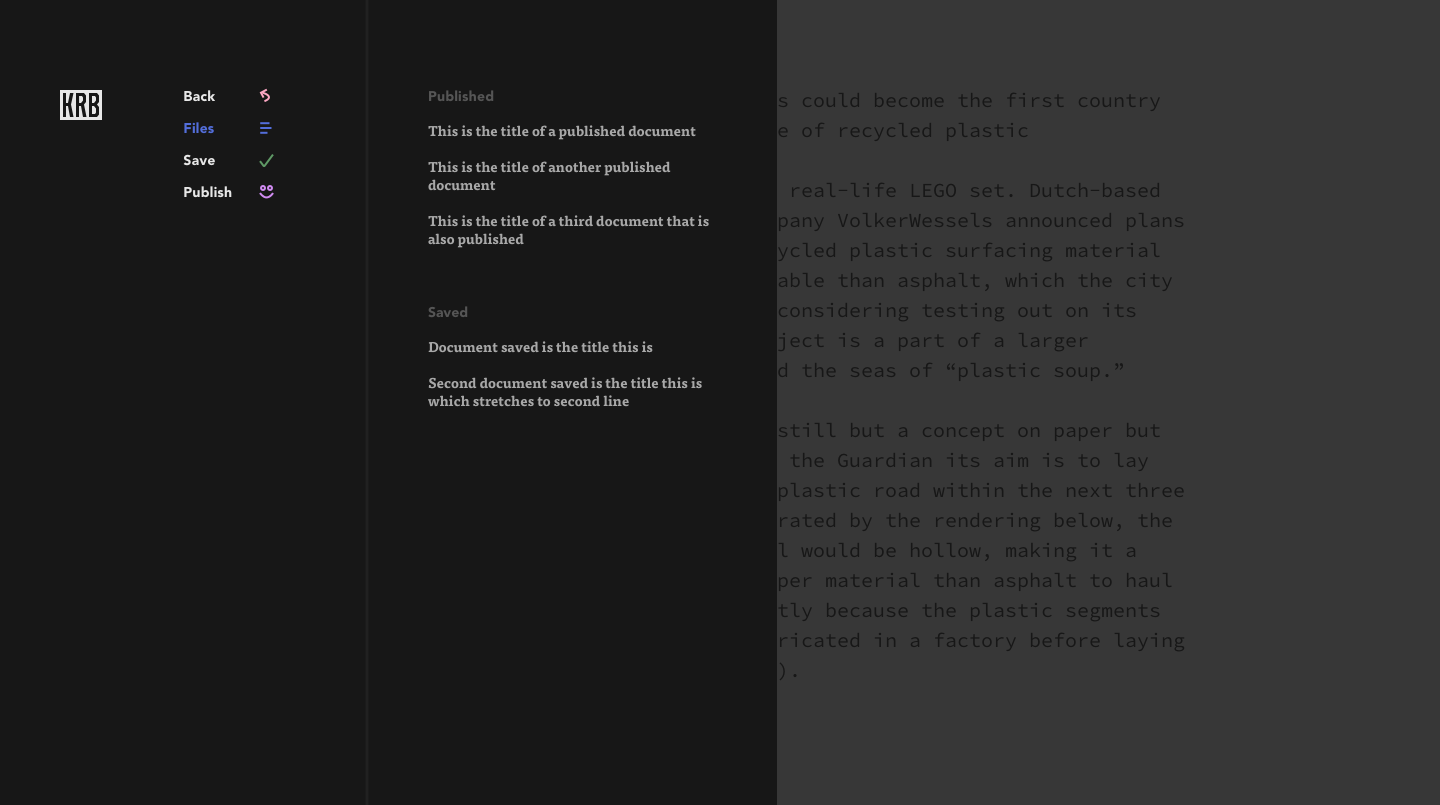 KRB
Back
Files
Save
Publish
Published
This is the title of a published document
This is the title of another published
document
This is the title of a third document that is
also published
Saved
Document saved is the title this is
Second document saved is the title this is
which stretches to second line
s could become the first country
e of recycled plastic
real-life LEGO set. Dutch-based
pany VolkerWessels announced plans
ycled plastic surfacing material
able than asphalt, which the city
considering testing out on its
ject is a part of a larger
d the seas of “plastic soup.”
still but a concept on paper but
the Guardian its aim is to lay
plastic road within the next three
rated by the rendering below, the
l would be hollow, making it a
per material than asphalt to haul
tly because the plastic segments
ricated in a factory before laying
).